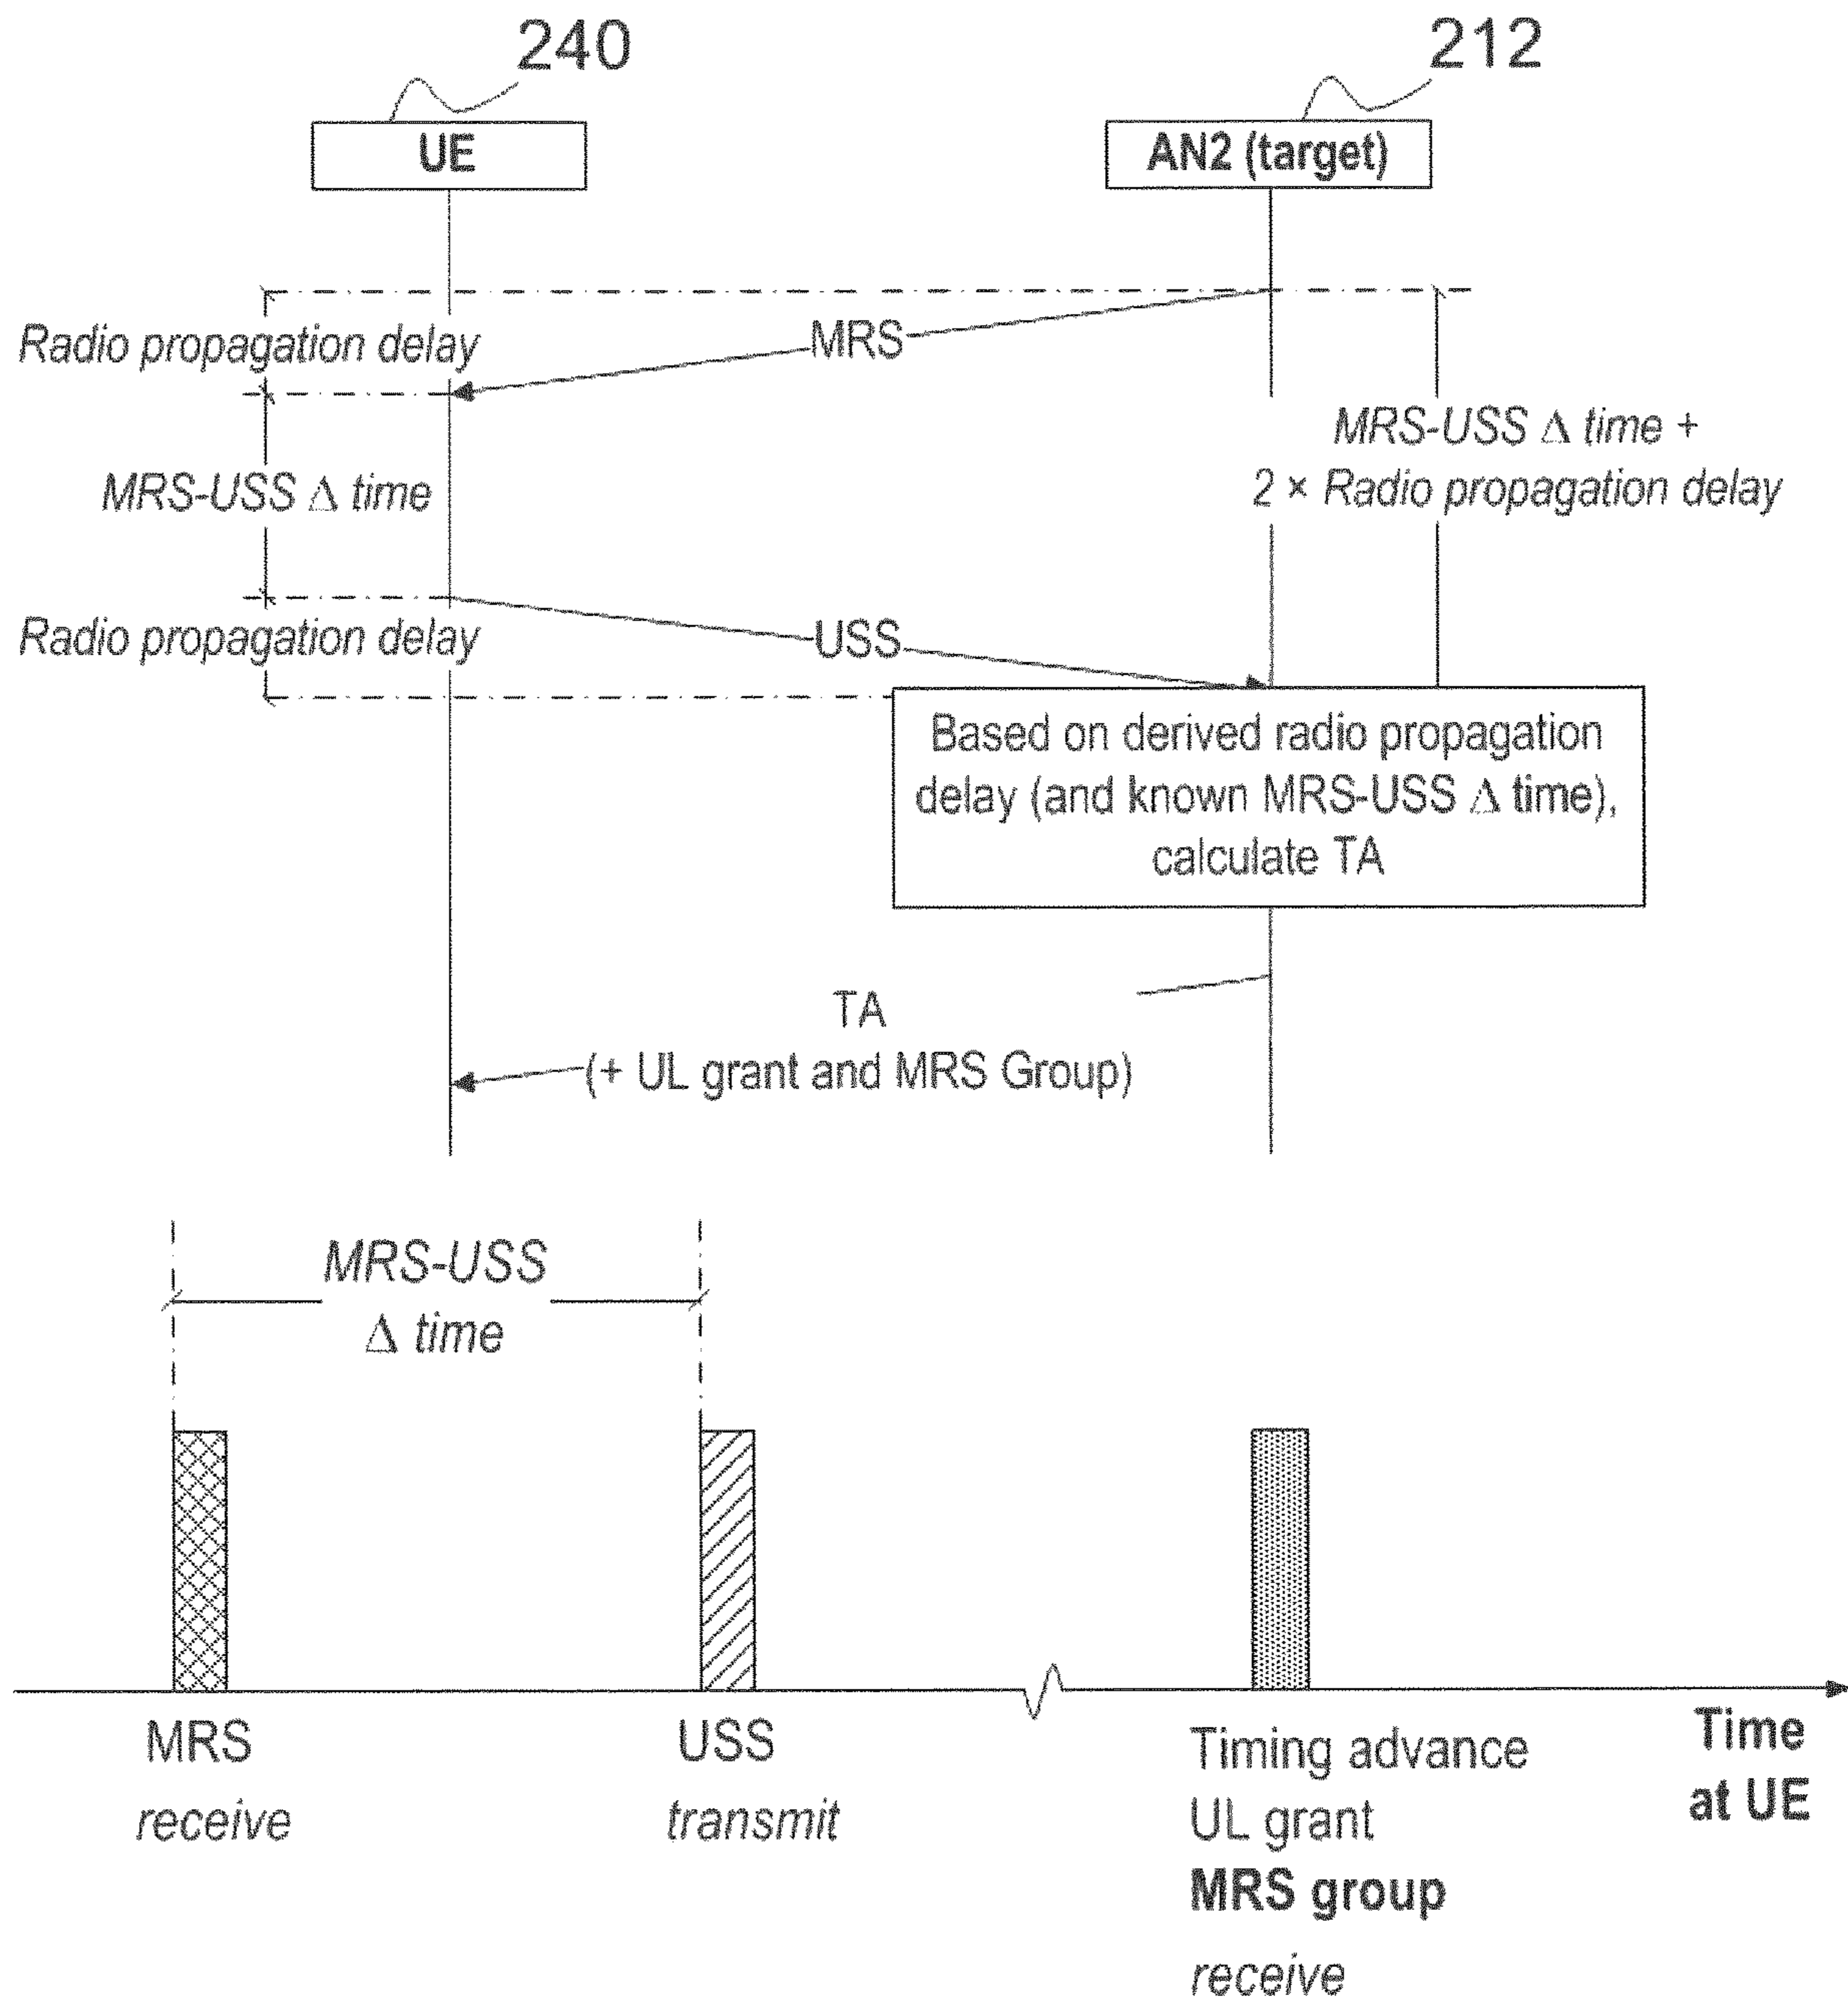 240
212
UE
AN2 (target)
Radio propagation delay
MRS
MRS-USS Δ time +
2 × Radio propagation delay
MRS-USS Δ time
Radio propagation delay
USS
Based on derived radio propagation
delay (and known MRS-USS Δ time),
calculate TA
TA
(+ UL grant and MRS Group)
MRS-USS
Δ time
MRS
receive
USS
transmit
Timing advance
UL grant
MRS group
receive
Time
at UE